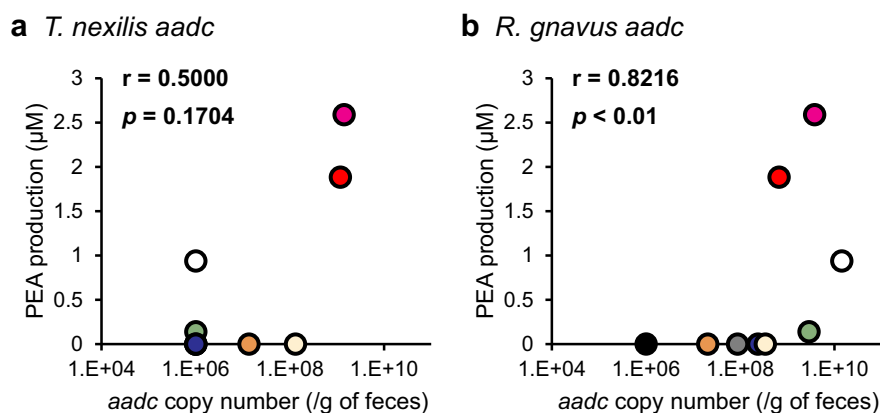 a T. nexilis aadc
r = 0.5000
p = 0.1704
3
2.5
2
1.5
1
0.5
0
PEA production (µM)
1.E+04 1.E+06 1.E+08 1.E+10
aadc copy number (/g of feces)
b R. gnavus aadc
r = 0.8216
p < 0.01
3
2.5
2
1.5
1
0.5
0
PEA production (µM)
1.E+04 1.E+06 1.E+08 1.E+10
aadc copy number (/g of feces)